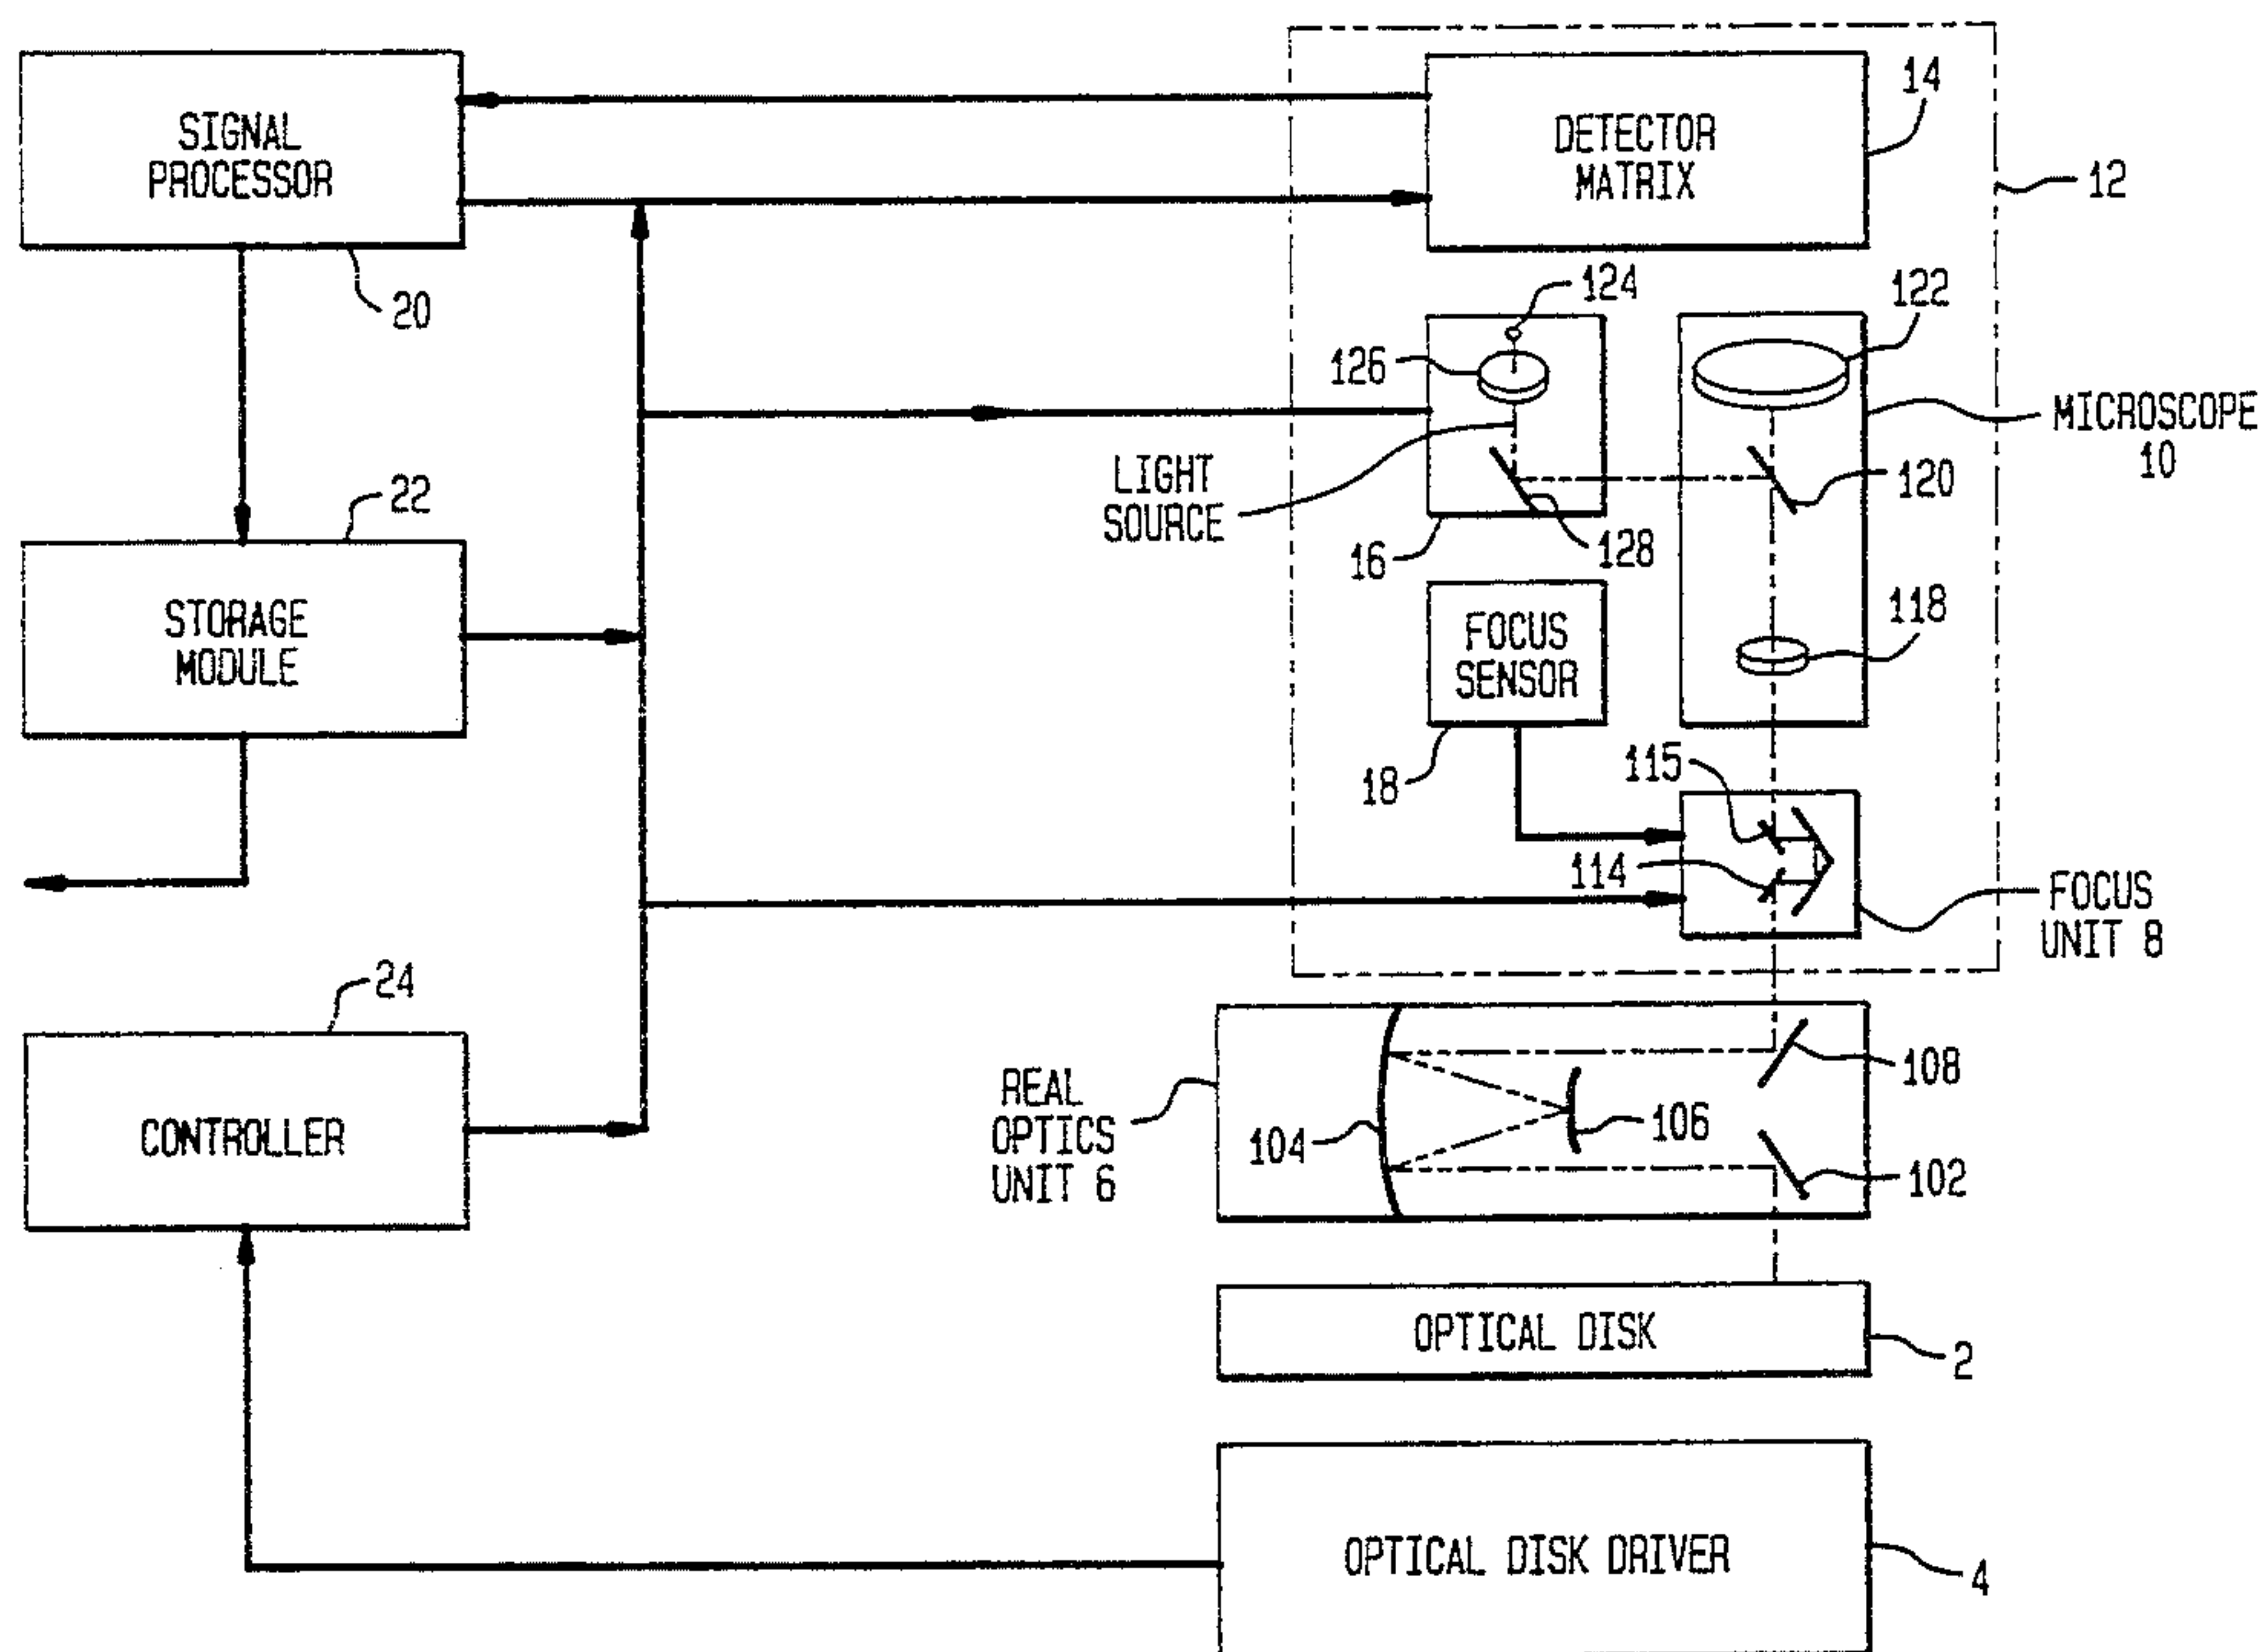 SIGNAL
PROCESSOR
20
DETECTOR
MATRIX
14
12
124
126
122
MICROSCOPE
10
LIGHT
SOURCE
120
128
16
22
STORAGE
MODULE
FOCUS
SENSOR
118
18
115
114
FOCUS
UNIT 8
24
CONTROLLER
REAL
OPTICS
UNIT 6
104
106
108
102
OPTICAL DISK
2
OPTICAL DISK DRIVER
4